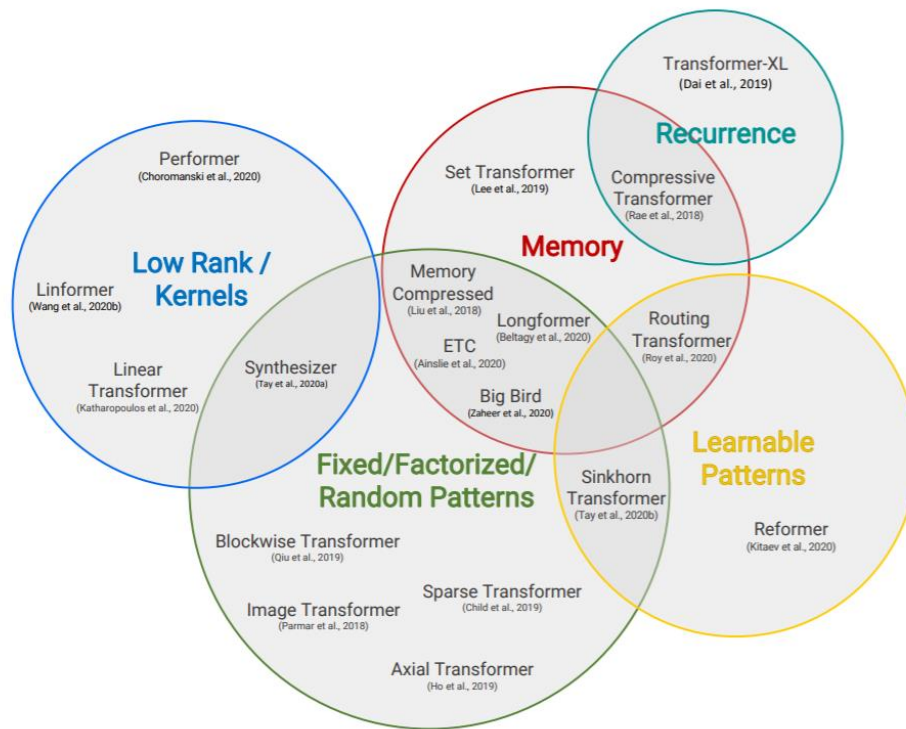 Transformer-XL
(Dai et al., 2019)
Recurrence
Performer
(Choromanski et al., 2020)
Set Transformer
(Lee et al., 2019)
Compressive
Transformer
(Rae et al., 2018)
Memory
Low Rank /
Kernels
Linformer
(Wang et al., 2020b)
Memory
Compressed
(Liu et al., 2018)
Longformer
(Beltagy et al., 2020)
ETC
(Ainslie et al., 2020)
Routing
Transformer
(Roy et al., 2020)
Linear
Transformer
(Katharopoulos et al., 2020)
Synthesizer
(Tay et al., 2020a)
Big Bird
(Zaheer et al., 2020)
Learnable
Patterns
Fixed/Factorized/
Random Patterns
Sinkhorn
Transformer
(Tay et al., 2020b)
Reformer
(Kitaev et al., 2020)
Blockwise Transformer
(Qiu et al., 2019)
Sparse Transformer
(Child et al., 2019)
Image Transformer
(Parmar et al., 2018)
Axial Transformer
(Ho et al., 2019)